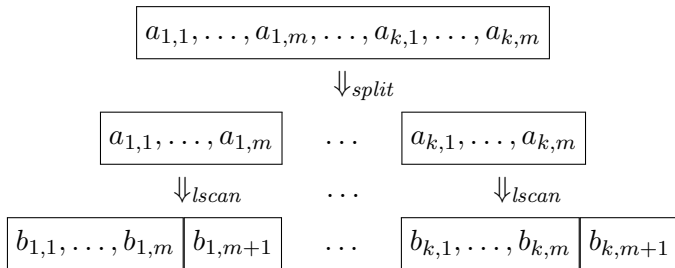 a_{1,1}, ..., a_{1,m}, ..., a_{k,1}, ..., a_{k,m}
⇓_{split}
a_{1,1}, ..., a_{1,m} ... a_{k,1}, ..., a_{k,m}
⇓_{lscan} ... ⇓_{lscan}
b_{1,1}, ..., b_{1,m} b_{1,m+1} ... b_{k,1}, ..., b_{k,m} b_{k,m+1}